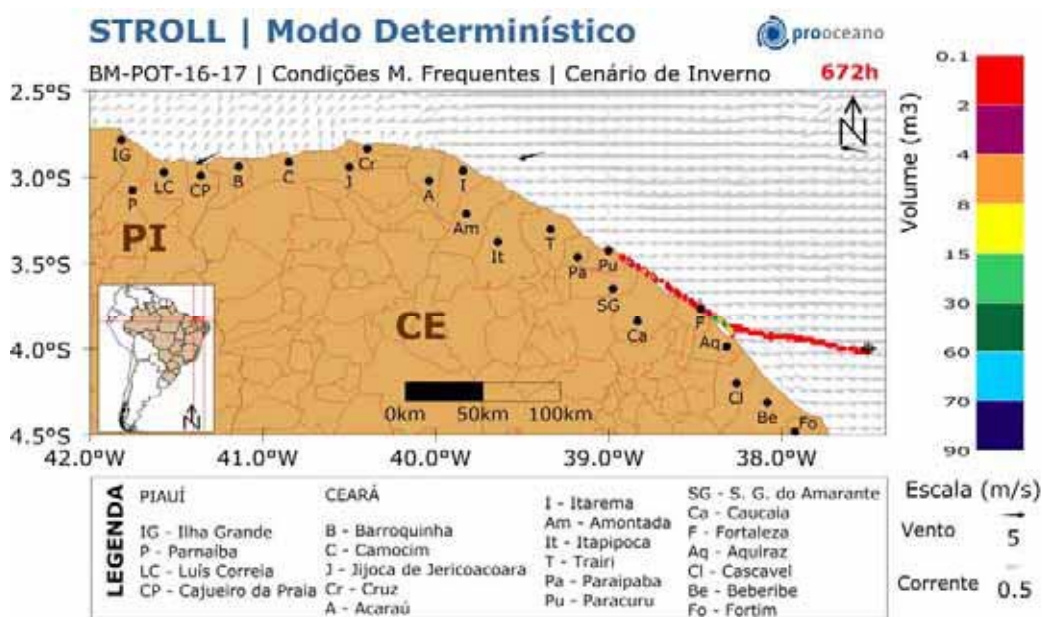 STROLL | Modo Determinístico
prooceano
BM-POT-16-17 | Condições M. Frequentes | Cenário de Inverno 672h
2.5°S
3.0°S
3.5°S
4.0°S
4.5°S
42.0°W 41.0°W 40.0°W 39.0°W 38.0°W
N
IG
P
LC
CP
B
C
J
Cr
A
I
Am
It
T
Pa
Pu
SG
Ca
F
Aq
Cl
Be
Fo
PI
CE
N
0km 50km 100km
Volume (m3)
0.1
2
4
8
15
30
60
70
90
Escala (m/s)
Vento 5
Corrente 0.5
LEGENDA
PIAUÍ
IG - Ilha Grande
P - Parnaíba
LC - Luís Correia
CP - Cajueiro da Praia
CEARÁ
B - Barroquinha
C - Camocim
J - Jijoca de Jericoacoara
Cr - Cruz
A - Acaraú
I - Itarema
Am - Amontada
It - Itapipoca
T - Trairi
Pa - Paraipaba
Pu - Paracuru
SG - S. G. do Amarante
Ca - Caucaia
F - Fortaleza
Aq - Aquiraz
Cl - Cascavel
Be - Beberibe
Fo - Fortim